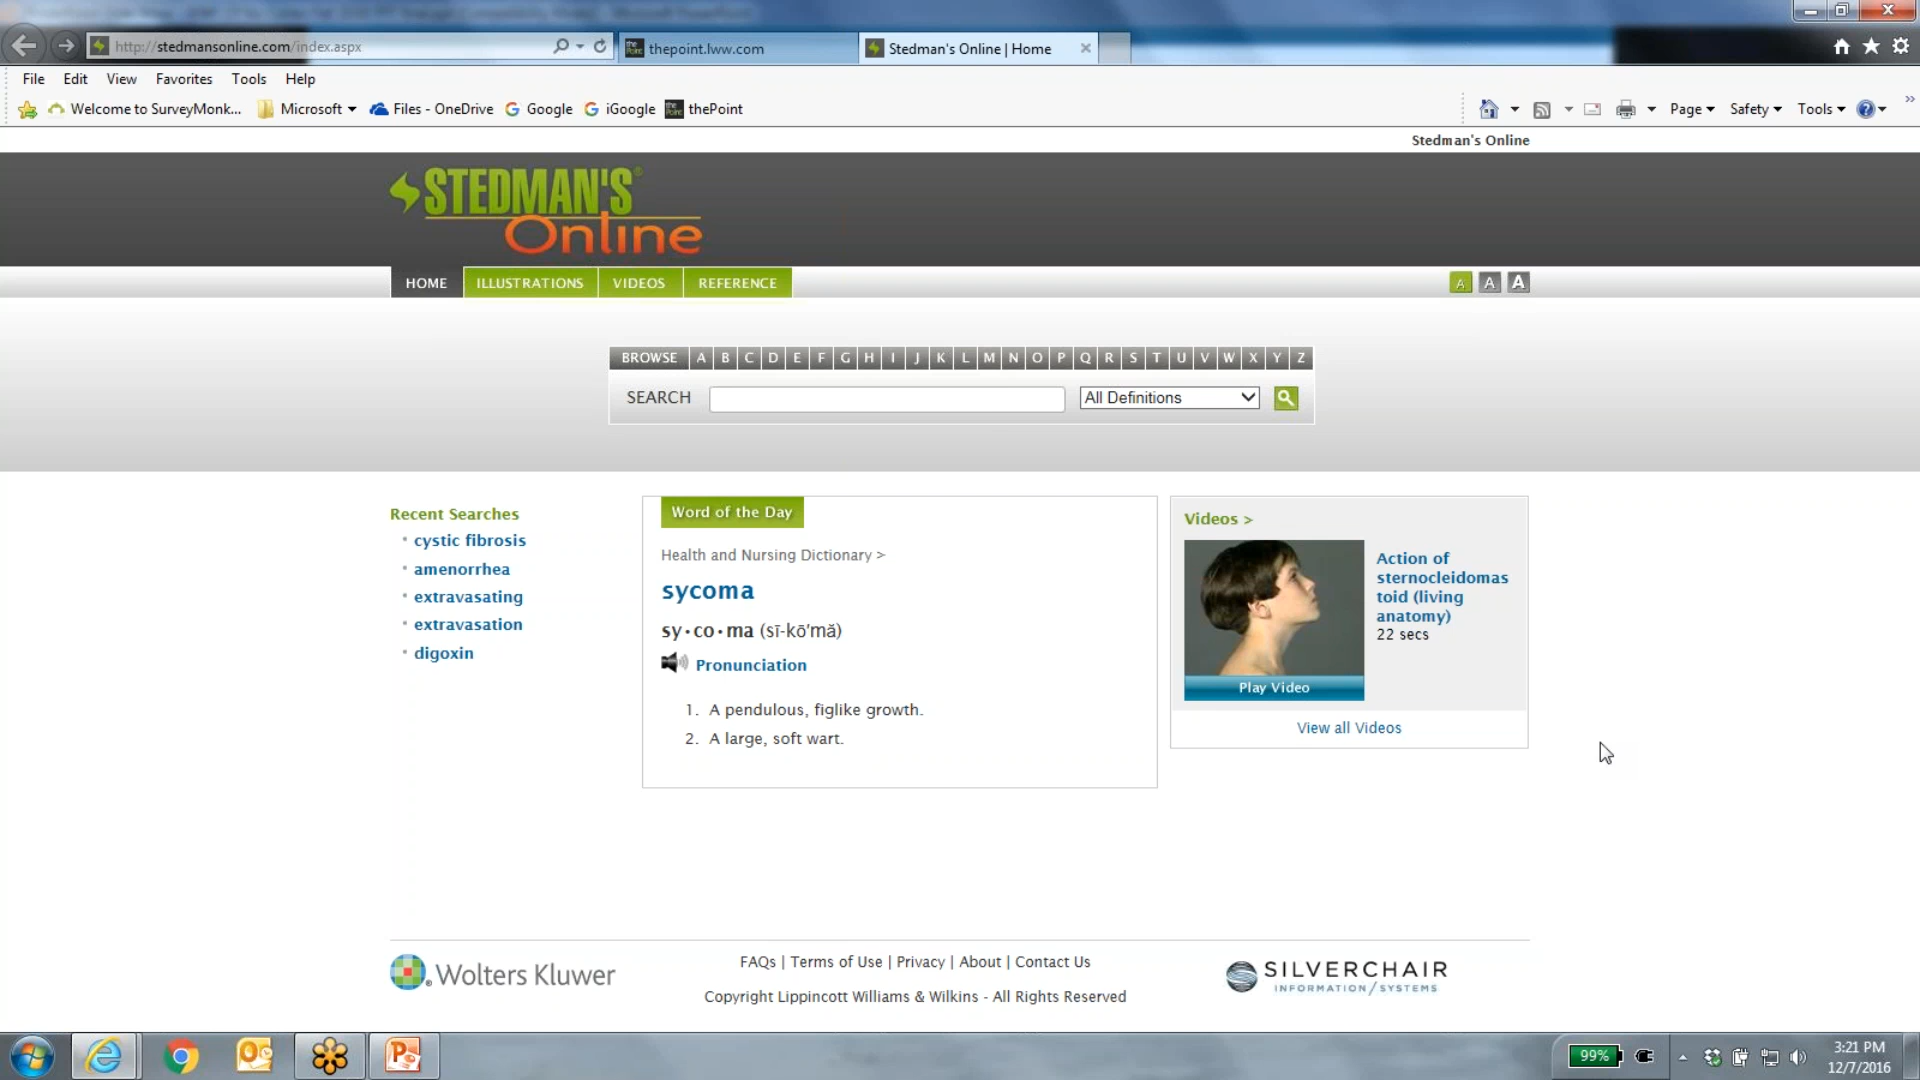 http://stedmansonline.com/index.aspx
thepoint.lww.com
Stedman's Online | Home
File Edit View Favorites Tools Help
Welcome to SurveyMonk... Microsoft Files - OneDrive Google iGoogle thePoint
Page Safety Tools
Stedman's Online
STEDMAN'S®
Online
HOME ILLUSTRATIONS VIDEOS REFERENCE
A A A
BROWSE A B C D E F G H I J K L M N O P Q R S T U V W X Y Z
SEARCH All Definitions
Recent Searches
cystic fibrosis
amenorrhea
extravasating
extravasation
digoxin
Word of the Day
Health and Nursing Dictionary >
sycoma
sy·co·ma (sī-kō′mă)
Pronunciation
1. A pendulous, figlike growth.
2. A large, soft wart.
Videos >
Action of
sternocleidomas
toid (living
anatomy)
22 secs
Play Video
View all Videos
Wolters Kluwer
FAQs | Terms of Use | Privacy | About | Contact Us
Copyright Lippincott Williams & Wilkins - All Rights Reserved
SILVERCHAIR
INFORMATION/SYSTEMS
99%
3:21 PM
12/7/2016